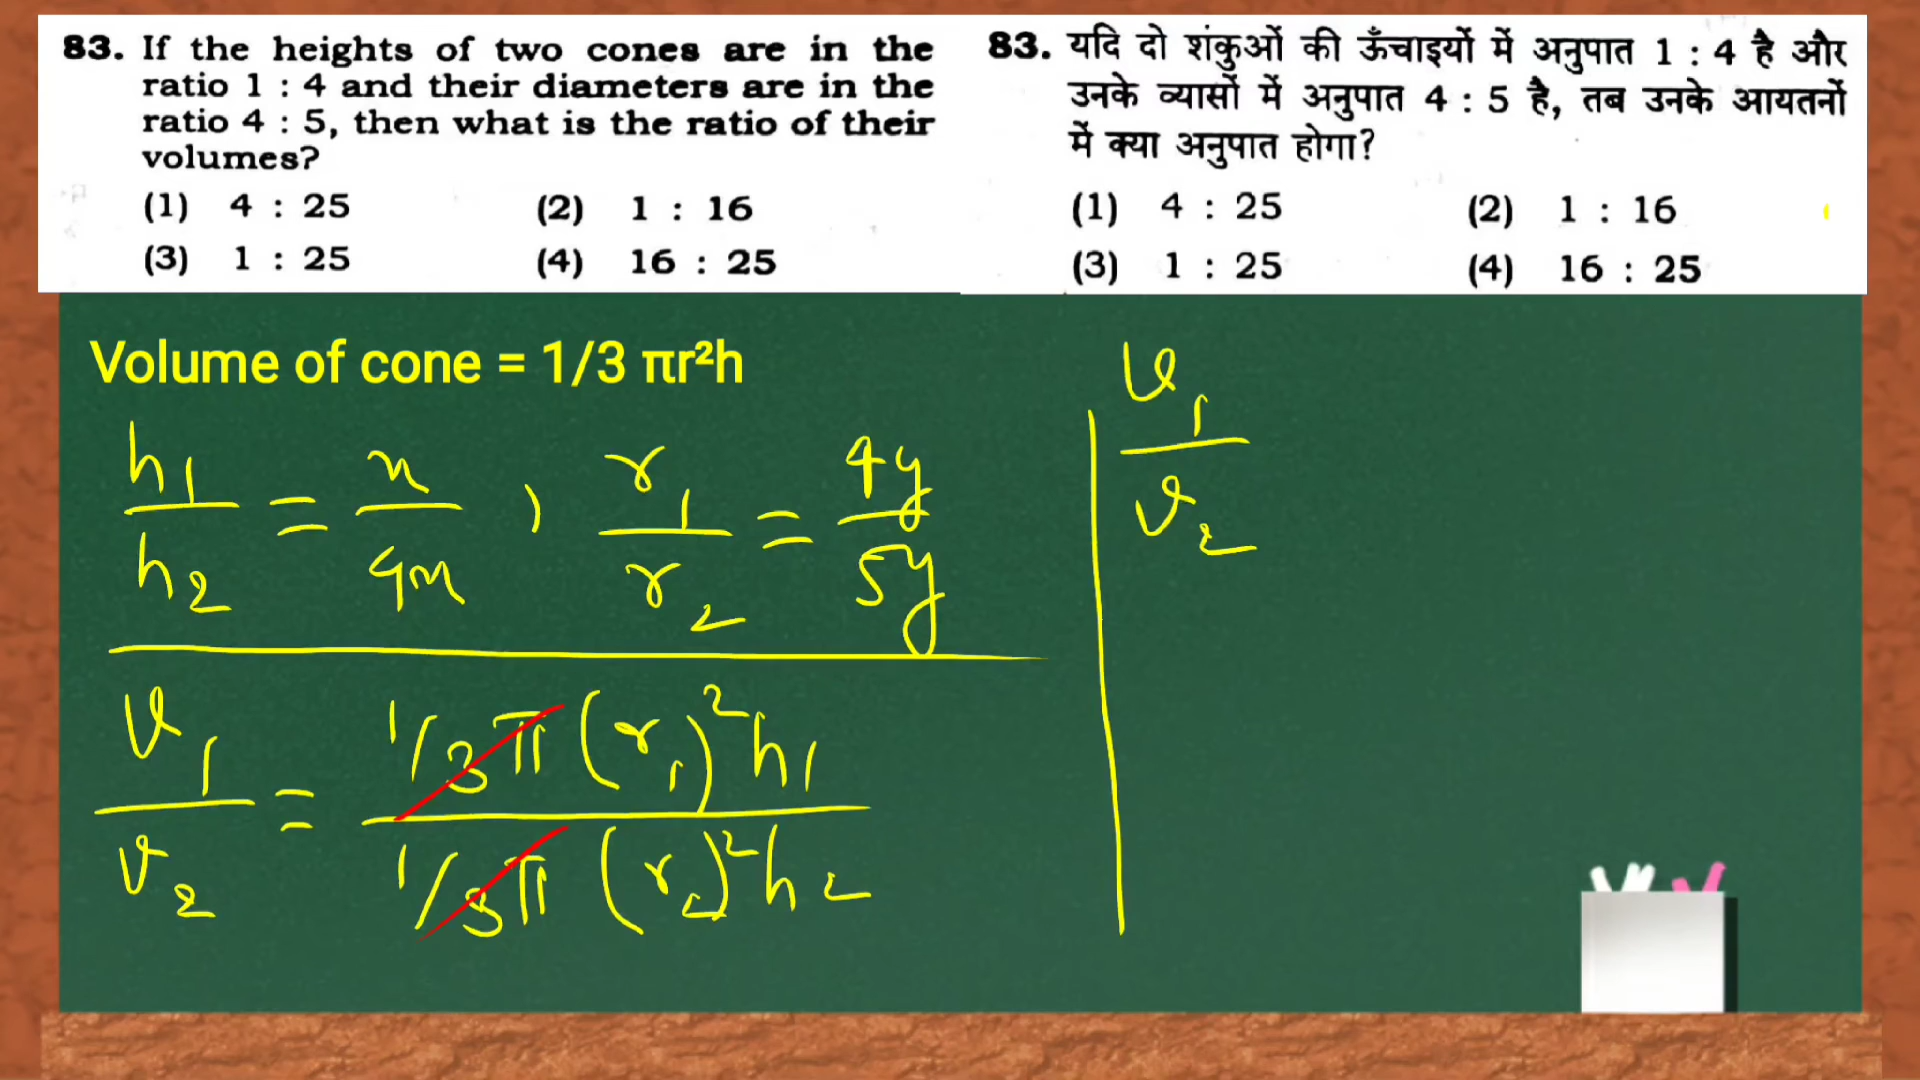 83. If the heights of two cones are in the
ratio 1 : 4 and their diameters are in the
ratio 4 : 5, then what is the ratio of their
volumes?
(1) 4 : 25 (2) 1 : 16
(3) 1 : 25 (4) 16 : 25
83. यदि दो शंकुओं की ऊँचाइयों में अनुपात 1 : 4 है और
उनके व्यासों में अनुपात 4 : 5 है, तब उनके आयतनों
में क्या अनुपात होगा?
(1) 4 : 25 (2) 1 : 16
(3) 1 : 25 (4) 16 : 25
Volume of cone = 1/3 πr²h
h1/h2 = x/4x , r1/r2 = 4y/5y
v1/v2 = 1/3π (r1)²h1 / 1/3π (r2)²h2
v1/v2